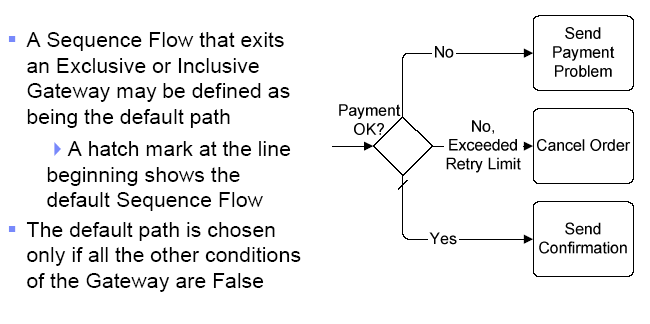 A Sequence Flow that exits
an Exclusive or Inclusive
Gateway may be defined as
being the default path
A hatch mark at the line
beginning shows the
default Sequence Flow
The default path is chosen
only if all the other conditions
of the Gateway are False
Payment
OK?
No
Send
Payment
Problem
No,
Exceeded
Retry Limit
Cancel Order
Yes
Send
Confirmation